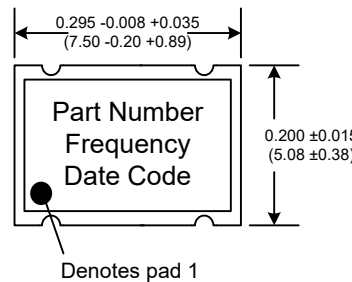 0.295 -0.008 +0.035
(7.50 -0.20 +0.89)
Part Number
Frequency
Date Code
0.200 ±0.015
(5.08 ±0.38)
Denotes pad 1